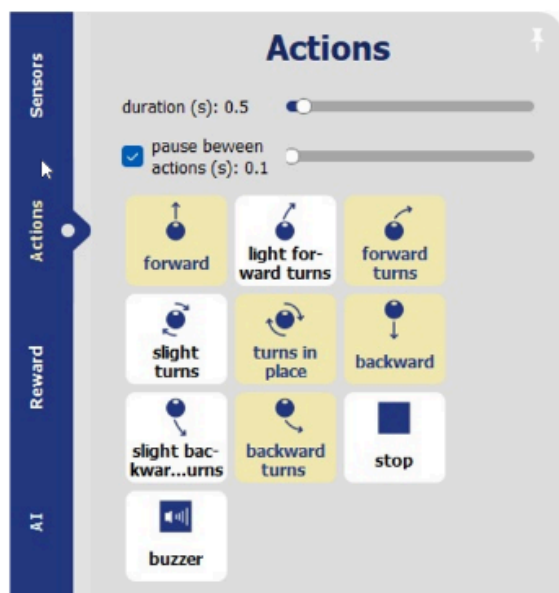 Actions
duration (s): 0.5
pause beween
actions (s): 0.1
forward
light for-
ward turns
forward
turns
slight
turns
turns in
place
backward
slight bac-
kwar...urns
backward
turns
stop
buzzer
Sensors
Actions
Reward
AI